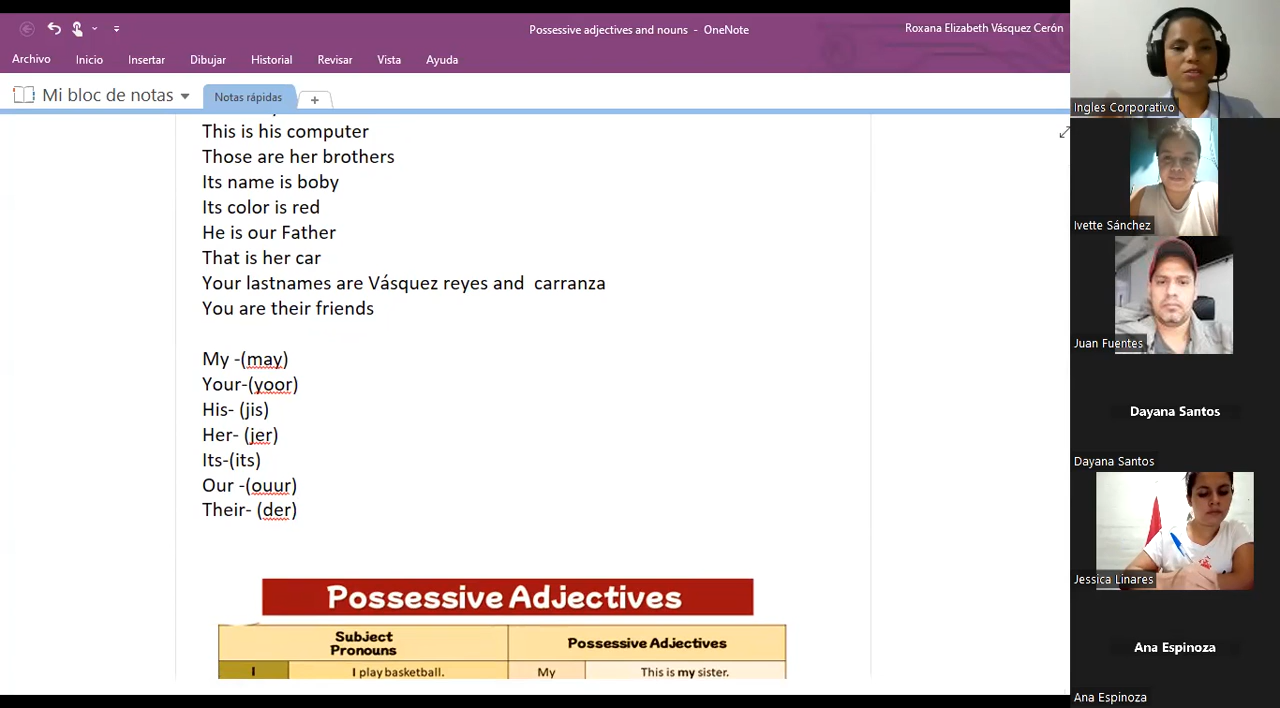 Possessive adjectives and nouns - OneNote
Roxana Elizabeth Vásquez Cerón
Archivo Inicio Insertar Dibujar Historial Revisar Vista Ayuda
Mi bloc de notas
Notas rápidas
This is his computer
Those are her brothers
Its name is boby
Its color is red
He is our Father
That is her car
Your lastnames are Vásquez reyes and carranza
You are their friends
My -(may)
Your-(yoor)
His- (jis)
Her- (jer)
Its-(its)
Our -(ouur)
Their- (der)
Possessive Adjectives
Subject
Pronouns
Possessive Adjectives
I
I play basketball.
My
This is my sister.
Ingles Corporativo
Ivette Sánchez
Juan Fuentes
Dayana Santos
Dayana Santos
Jessica Linares
Ana Espinoza
Ana Espinoza